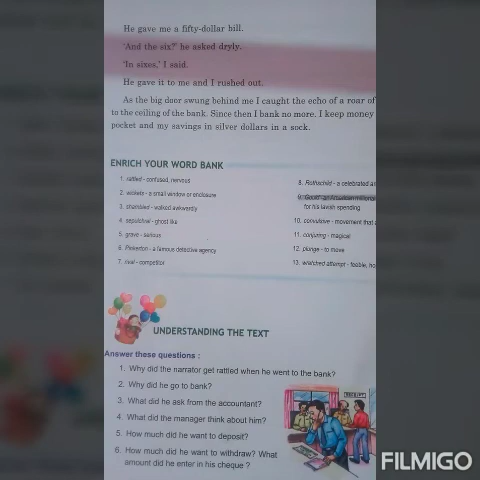 He gave me a fifty-dollar bill.
'And the six?' he asked dryly.
'In sixes,' I said.
He gave it to me and I rushed out.
As the big door swung behind me I caught the echo of a roar of
to the ceiling of the bank. Since then I bank no more. I keep money
pocket and my savings in silver dollars in a sock.
ENRICH YOUR WORD BANK
1. rattled - confused, nervous
2. wickets - a small window or enclosure
3. shambled - walked awkwardly
4. sepulchral - ghost like
5. grave - serious
6. Pinkerton - a famous detective agency
7. rival - competitor
8. Rothschild - a celebrated
for his lavish spending
10. convulsive - movement that
11. conjuring - magical
12. plunge - to move
13. wretched attempt - feeble,
UNDERSTANDING THE TEXT
Answer these questions :
1. Why did the narrator get rattled when he went to the bank?
2. Why did he go to bank?
3. What did he ask from the accountant?
4. What did the manager think about him?
5. How much did he want to deposit?
6. How much did he want to withdraw? What
amount did he enter in his cheque ?
FILMIGO